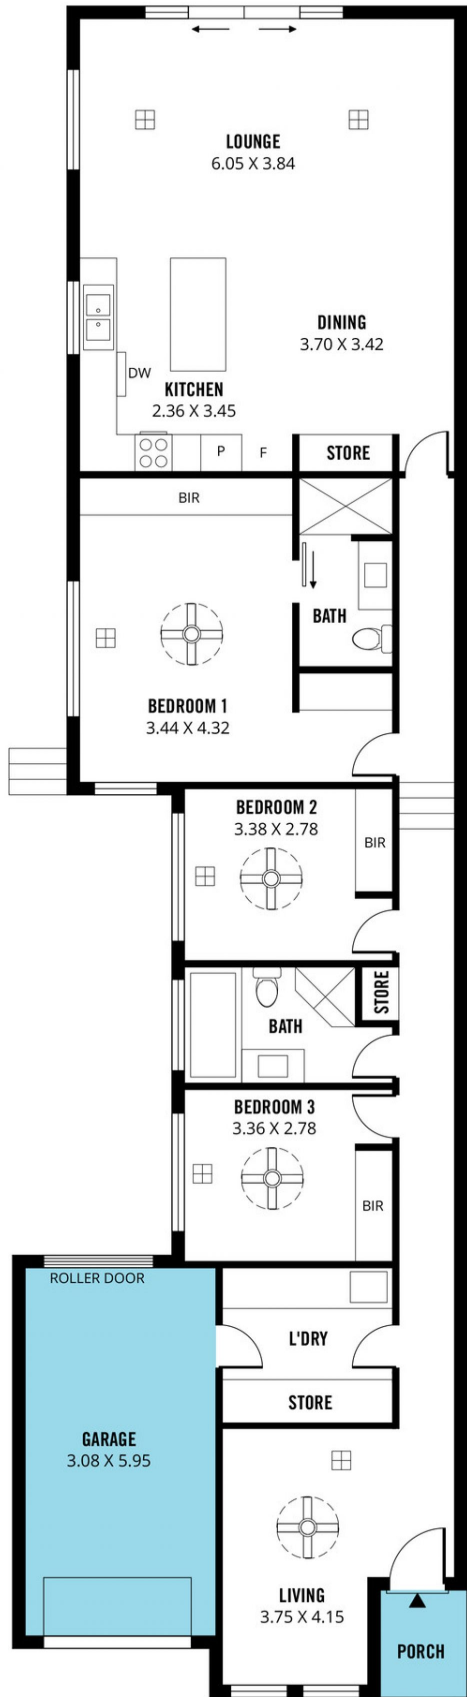 LOUNGE
6.05 X 3.84
DINING
3.70 X 3.42
DW
KITCHEN
2.36 X 3.45
P
F
STORE
BIR
BATH
BEDROOM 1
3.44 X 4.32
BEDROOM 2
3.38 X 2.78
BIR
STORE
BATH
BEDROOM 3
3.36 X 2.78
BIR
ROLLER DOOR
L'DRY
STORE
GARAGE
3.08 X 5.95
LIVING
3.75 X 4.15
PORCH